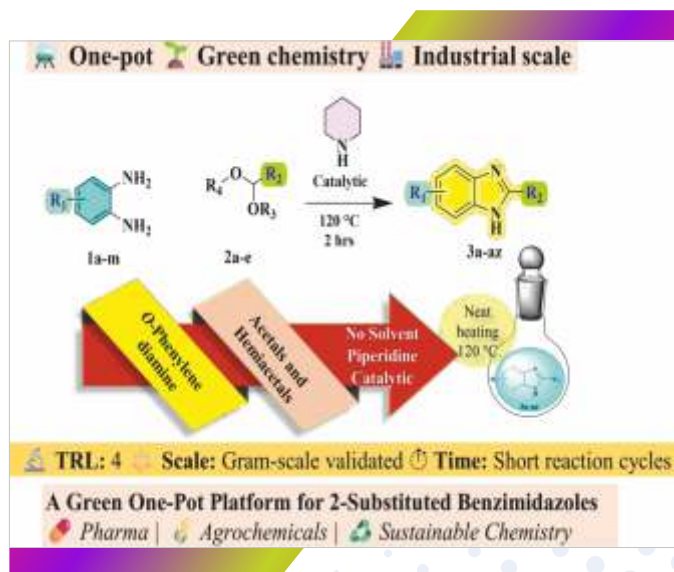 One-pot Green chemistry Industrial scale
N
H
Catalytic
120 °C
2 hrs
R1
NH2
NH2
1a-m
R4
O
R2
OR3
2a-e
R1
N
N
H
R2
3a-az
O-Phenylene
diamine
Acetals and
Hemiacetals
No Solvent
Piperidine
Catalytic
Neat
heating
120 °C
TRL: 4 Scale: Gram-scale validated Time: Short reaction cycles
A Green One-Pot Platform for 2-Substituted Benzimidazoles
Pharma | Agrochemicals | Sustainable Chemistry